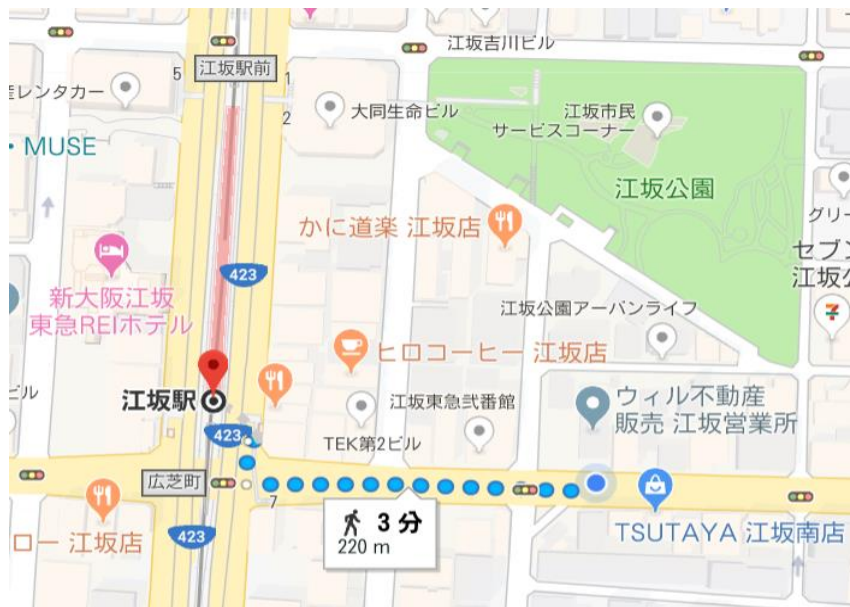 江坂吉川ビル
江坂駅前
5
1
産レンタカー
2
大同生命ビル
江坂市民
サービスコーナー
MUSE
江坂公園
グリー
かに道楽 江坂店
セブン
江坂公
423
新大阪江坂
東急REIホテル
江坂公園アーバンライフ
ヒロコーヒー 江坂店
ビル
江坂駅
江坂東急弐番館
ウィル不動産
販売 江坂営業所
423
TEK第2ビル
広芝町
7
3 分
220 m
423
ロー 江坂店
TSUTAYA 江坂南店